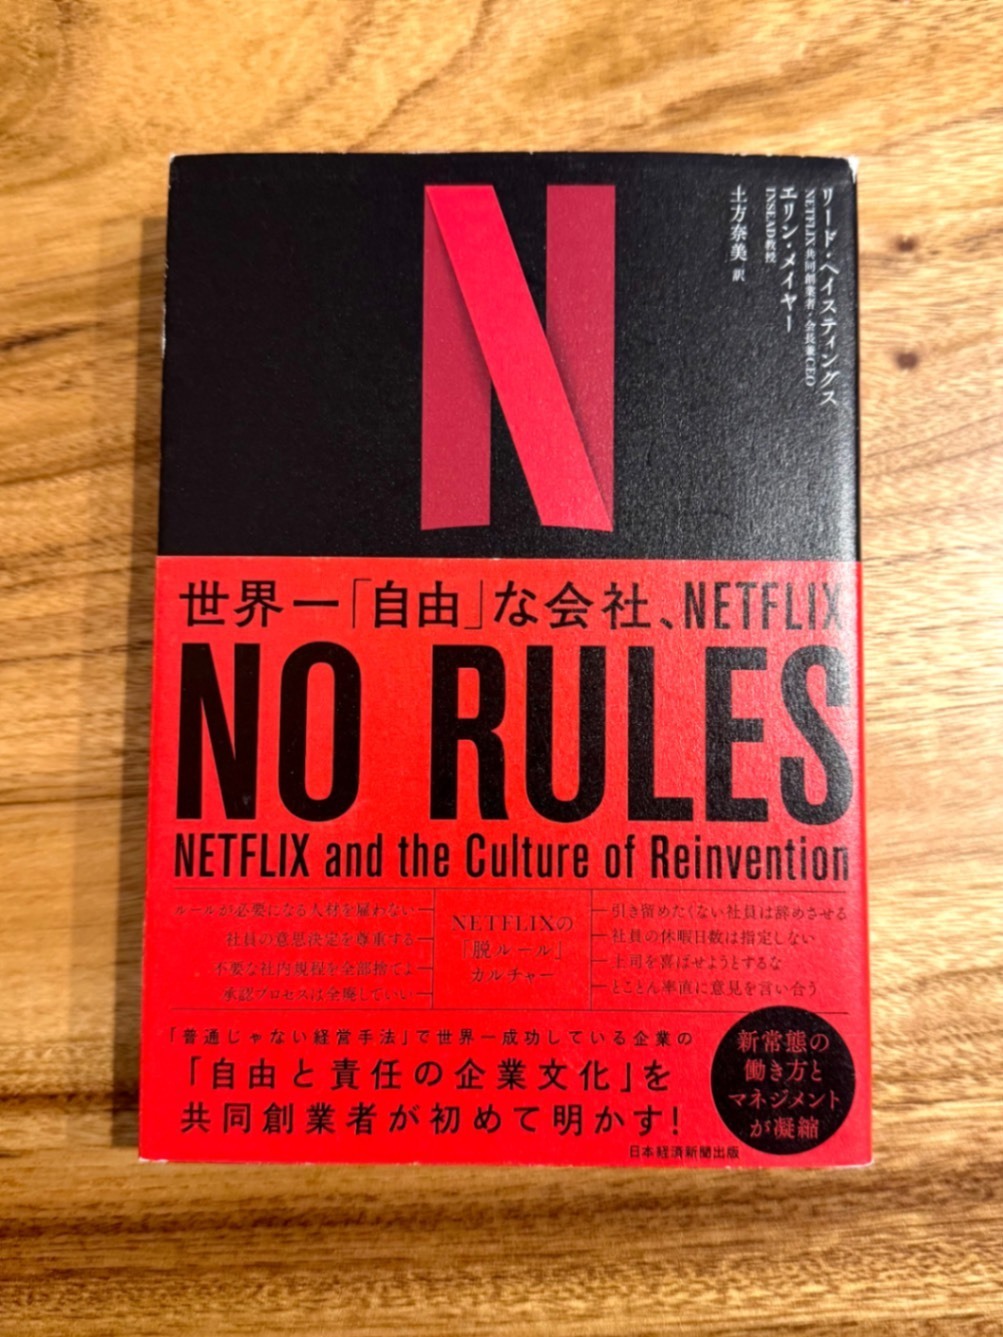 リード・ヘイスティングス
NETFLIX共同創業者・会長兼CEO
エリン・メイヤー
INSEAD教授
土方奈美 訳
N
世界一「自由」な会社、NETFLIX
NO RULES
NETFLIX and the Culture of Reinvention
ルールが必要になる人材を雇わない
社員の意思決定を尊重する
不要な社内規程を全部捨てよ
承認プロセスは全廃していい
NETFLIXの
「脱ルール」
カルチャー
引き留めたくない社員は辞めさせる
社員の休暇日数は指定しない
上司を喜ばせようとするな
とことん率直に意見を言い合う
「普通じゃない経営手法」で世界一成功している企業の
「自由と責任の企業文化」を
共同創業者が初めて明かす!
新常態の
働き方と
マネジメント
が凝縮
日本経済新聞出版